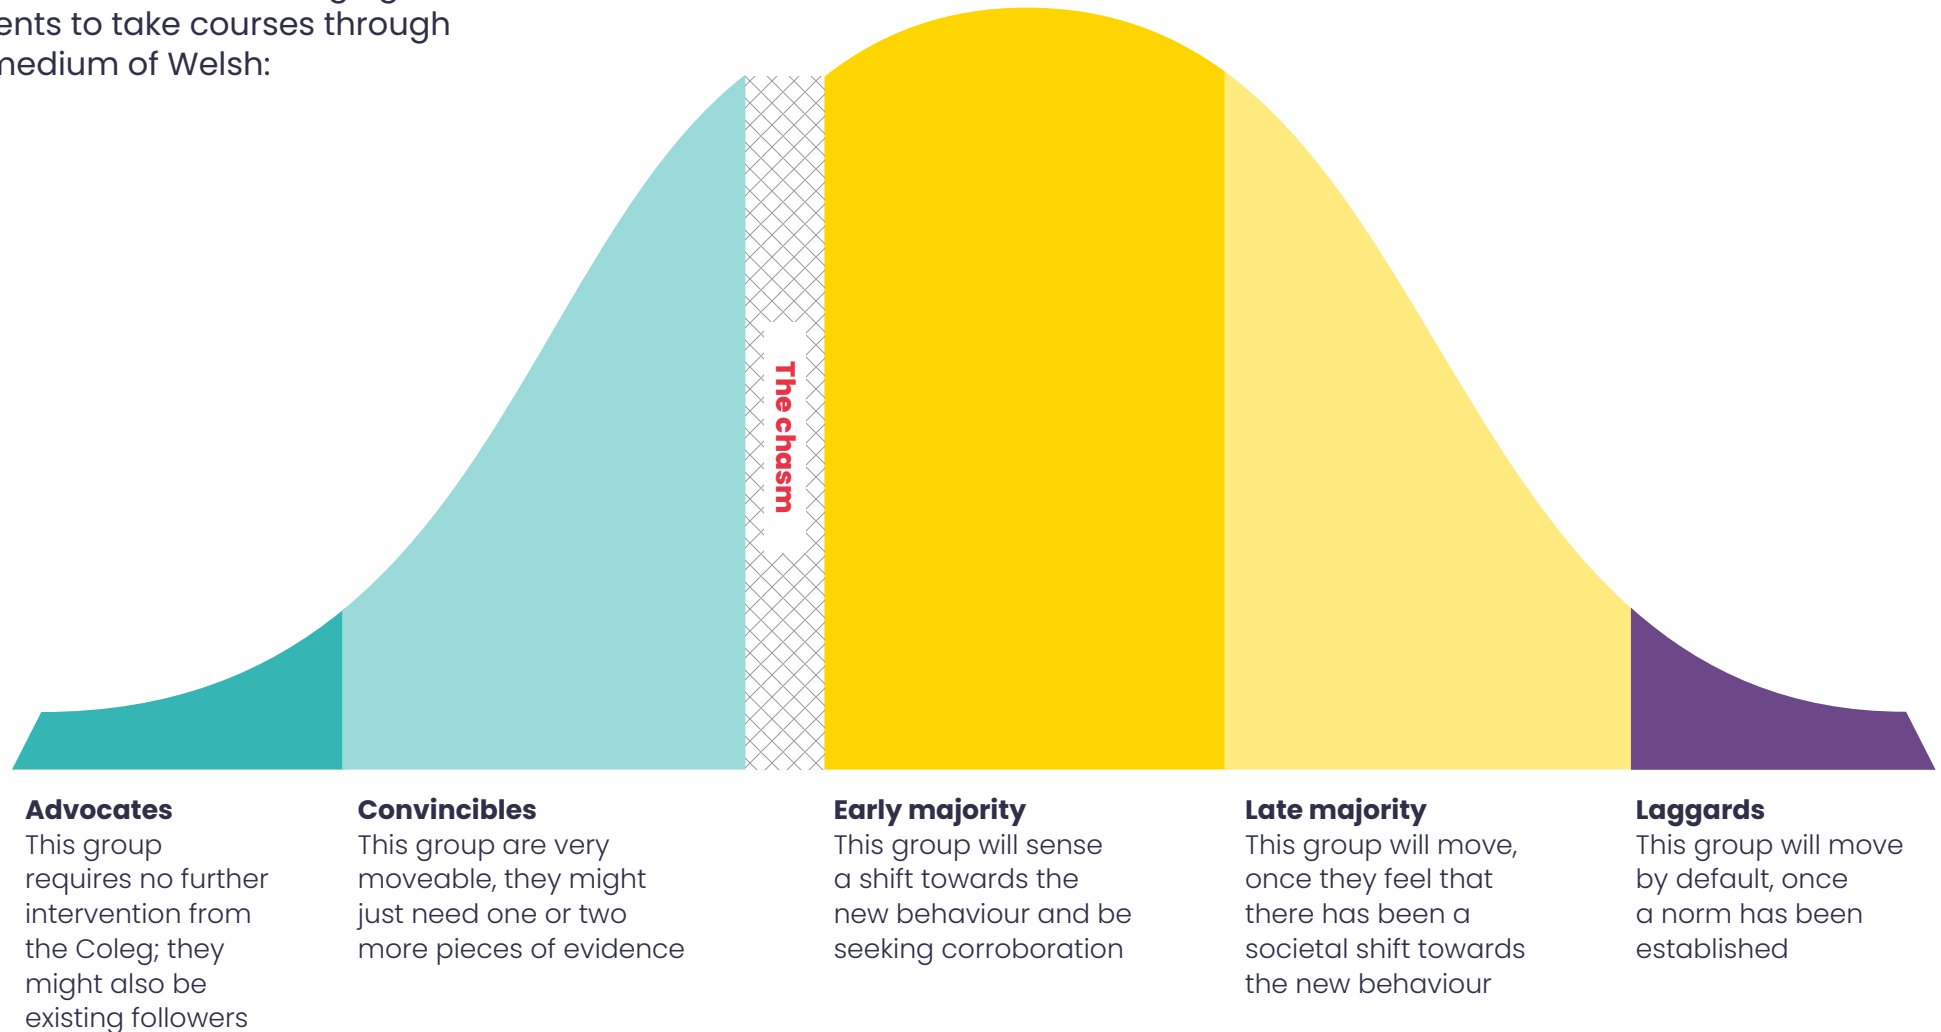 ents to take courses through
medium of Welsh:
The chasm
Advocates
This group
requires no further
intervention from
the Coleg; they
might also be
existing followers
Convincibles
This group are very
moveable, they might
just need one or two
more pieces of evidence
Early majority
This group will sense
a shift towards the
new behaviour and be
seeking corroboration
Late majority
This group will move,
once they feel that
there has been a
societal shift towards
the new behaviour
Laggards
This group will move
by default, once
a norm has been
established